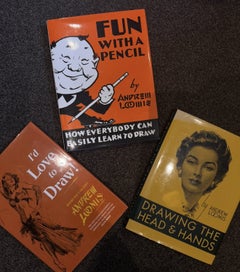 FUN
WITH A
PENCIL
by
ANDREW
LOOMIS
HOW EVERYBODY CAN
EASILY LEARN TO DRAW
I'd
Love to
Draw!
ANDREW
LOOMIS
by ANDREW
LOOMIS
DRAWING THE
HEAD & HANDS